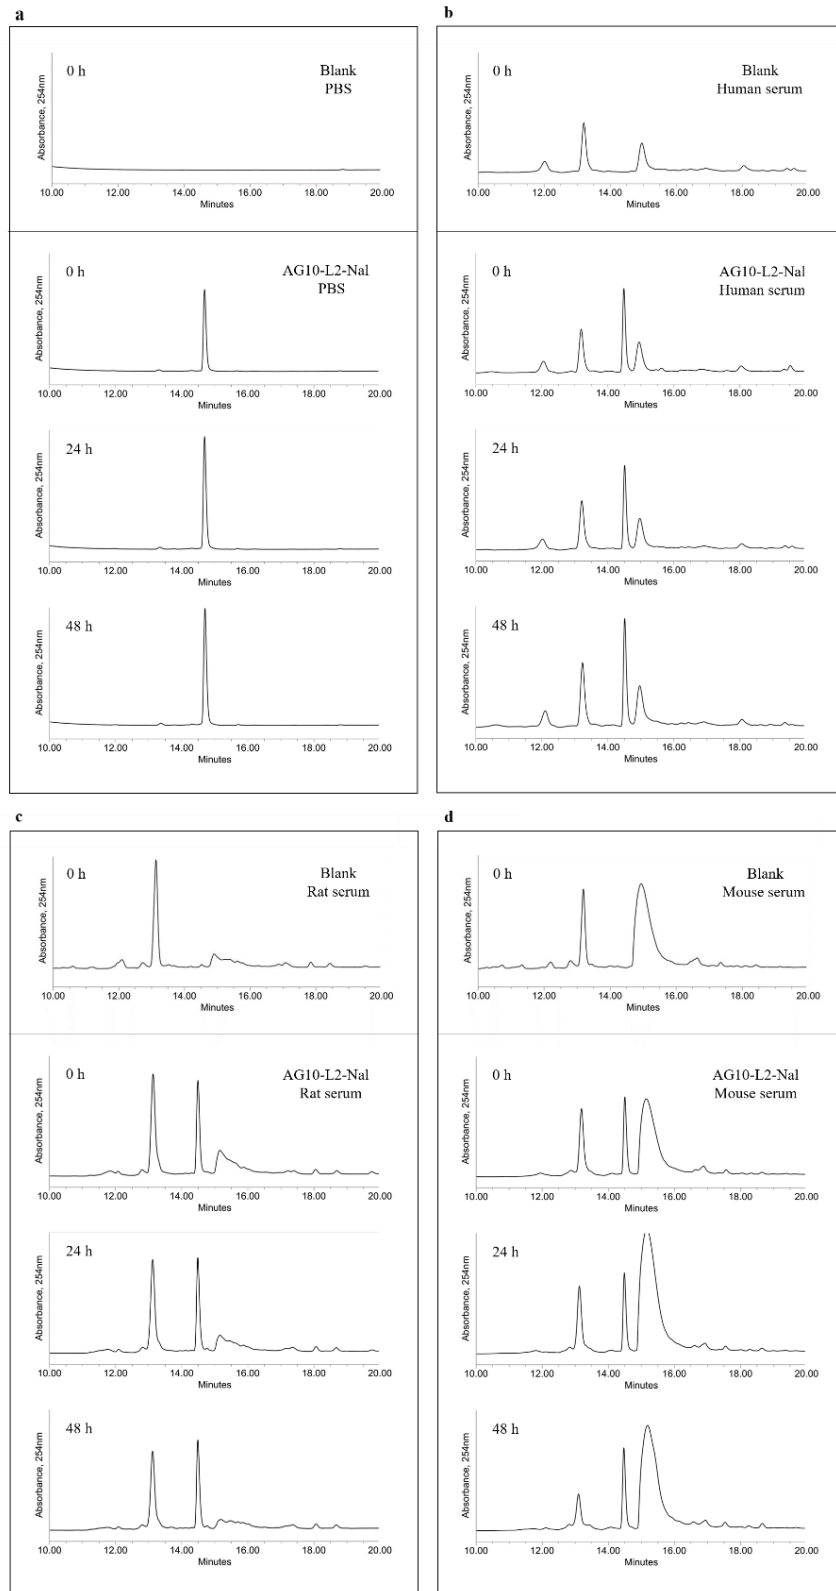 a
0 h
Blank
PBS
Absorbance, 254nm
10.00 12.00 14.00 16.00 18.00 20.00
Minutes
0 h
AG10-L2-Nal
PBS
Absorbance, 254nm
10.00 12.00 14.00 16.00 18.00 20.00
Minutes
24 h
Absorbance, 254nm
10.00 12.00 14.00 16.00 18.00 20.00
Minutes
48 h
Absorbance, 254nm
10.00 12.00 14.00 16.00 18.00 20.00
Minutes
b
0 h
Blank
Human serum
Absorbance, 254nm
10.00 12.00 14.00 16.00 18.00 20.00
Minutes
0 h
AG10-L2-Nal
Human serum
Absorbance, 254nm
10.00 12.00 14.00 16.00 18.00 20.00
Minutes
24 h
Absorbance, 254nm
10.00 12.00 14.00 16.00 18.00 20.00
Minutes
48 h
Absorbance, 254nm
10.00 12.00 14.00 16.00 18.00 20.00
Minutes
c
0 h
Blank
Rat serum
Absorbance, 254nm
10.00 12.00 14.00 16.00 18.00 20.00
Minutes
0 h
AG10-L2-Nal
Rat serum
Absorbance, 254nm
10.00 12.00 14.00 16.00 18.00 20.00
Minutes
24 h
Absorbance, 254nm
10.00 12.00 14.00 16.00 18.00 20.00
Minutes
48 h
Absorbance, 254nm
10.00 12.00 14.00 16.00 18.00 20.00
Minutes
d
0 h
Blank
Mouse serum
Absorbance, 254nm
10.00 12.00 14.00 16.00 18.00 20.00
Minutes
0 h
AG10-L2-Nal
Mouse serum
Absorbance, 254nm
10.00 12.00 14.00 16.00 18.00 20.00
Minutes
24 h
Absorbance, 254nm
10.00 12.00 14.00 16.00 18.00 20.00
Minutes
48 h
Absorbance, 254nm
10.00 12.00 14.00 16.00 18.00 20.00
Minutes